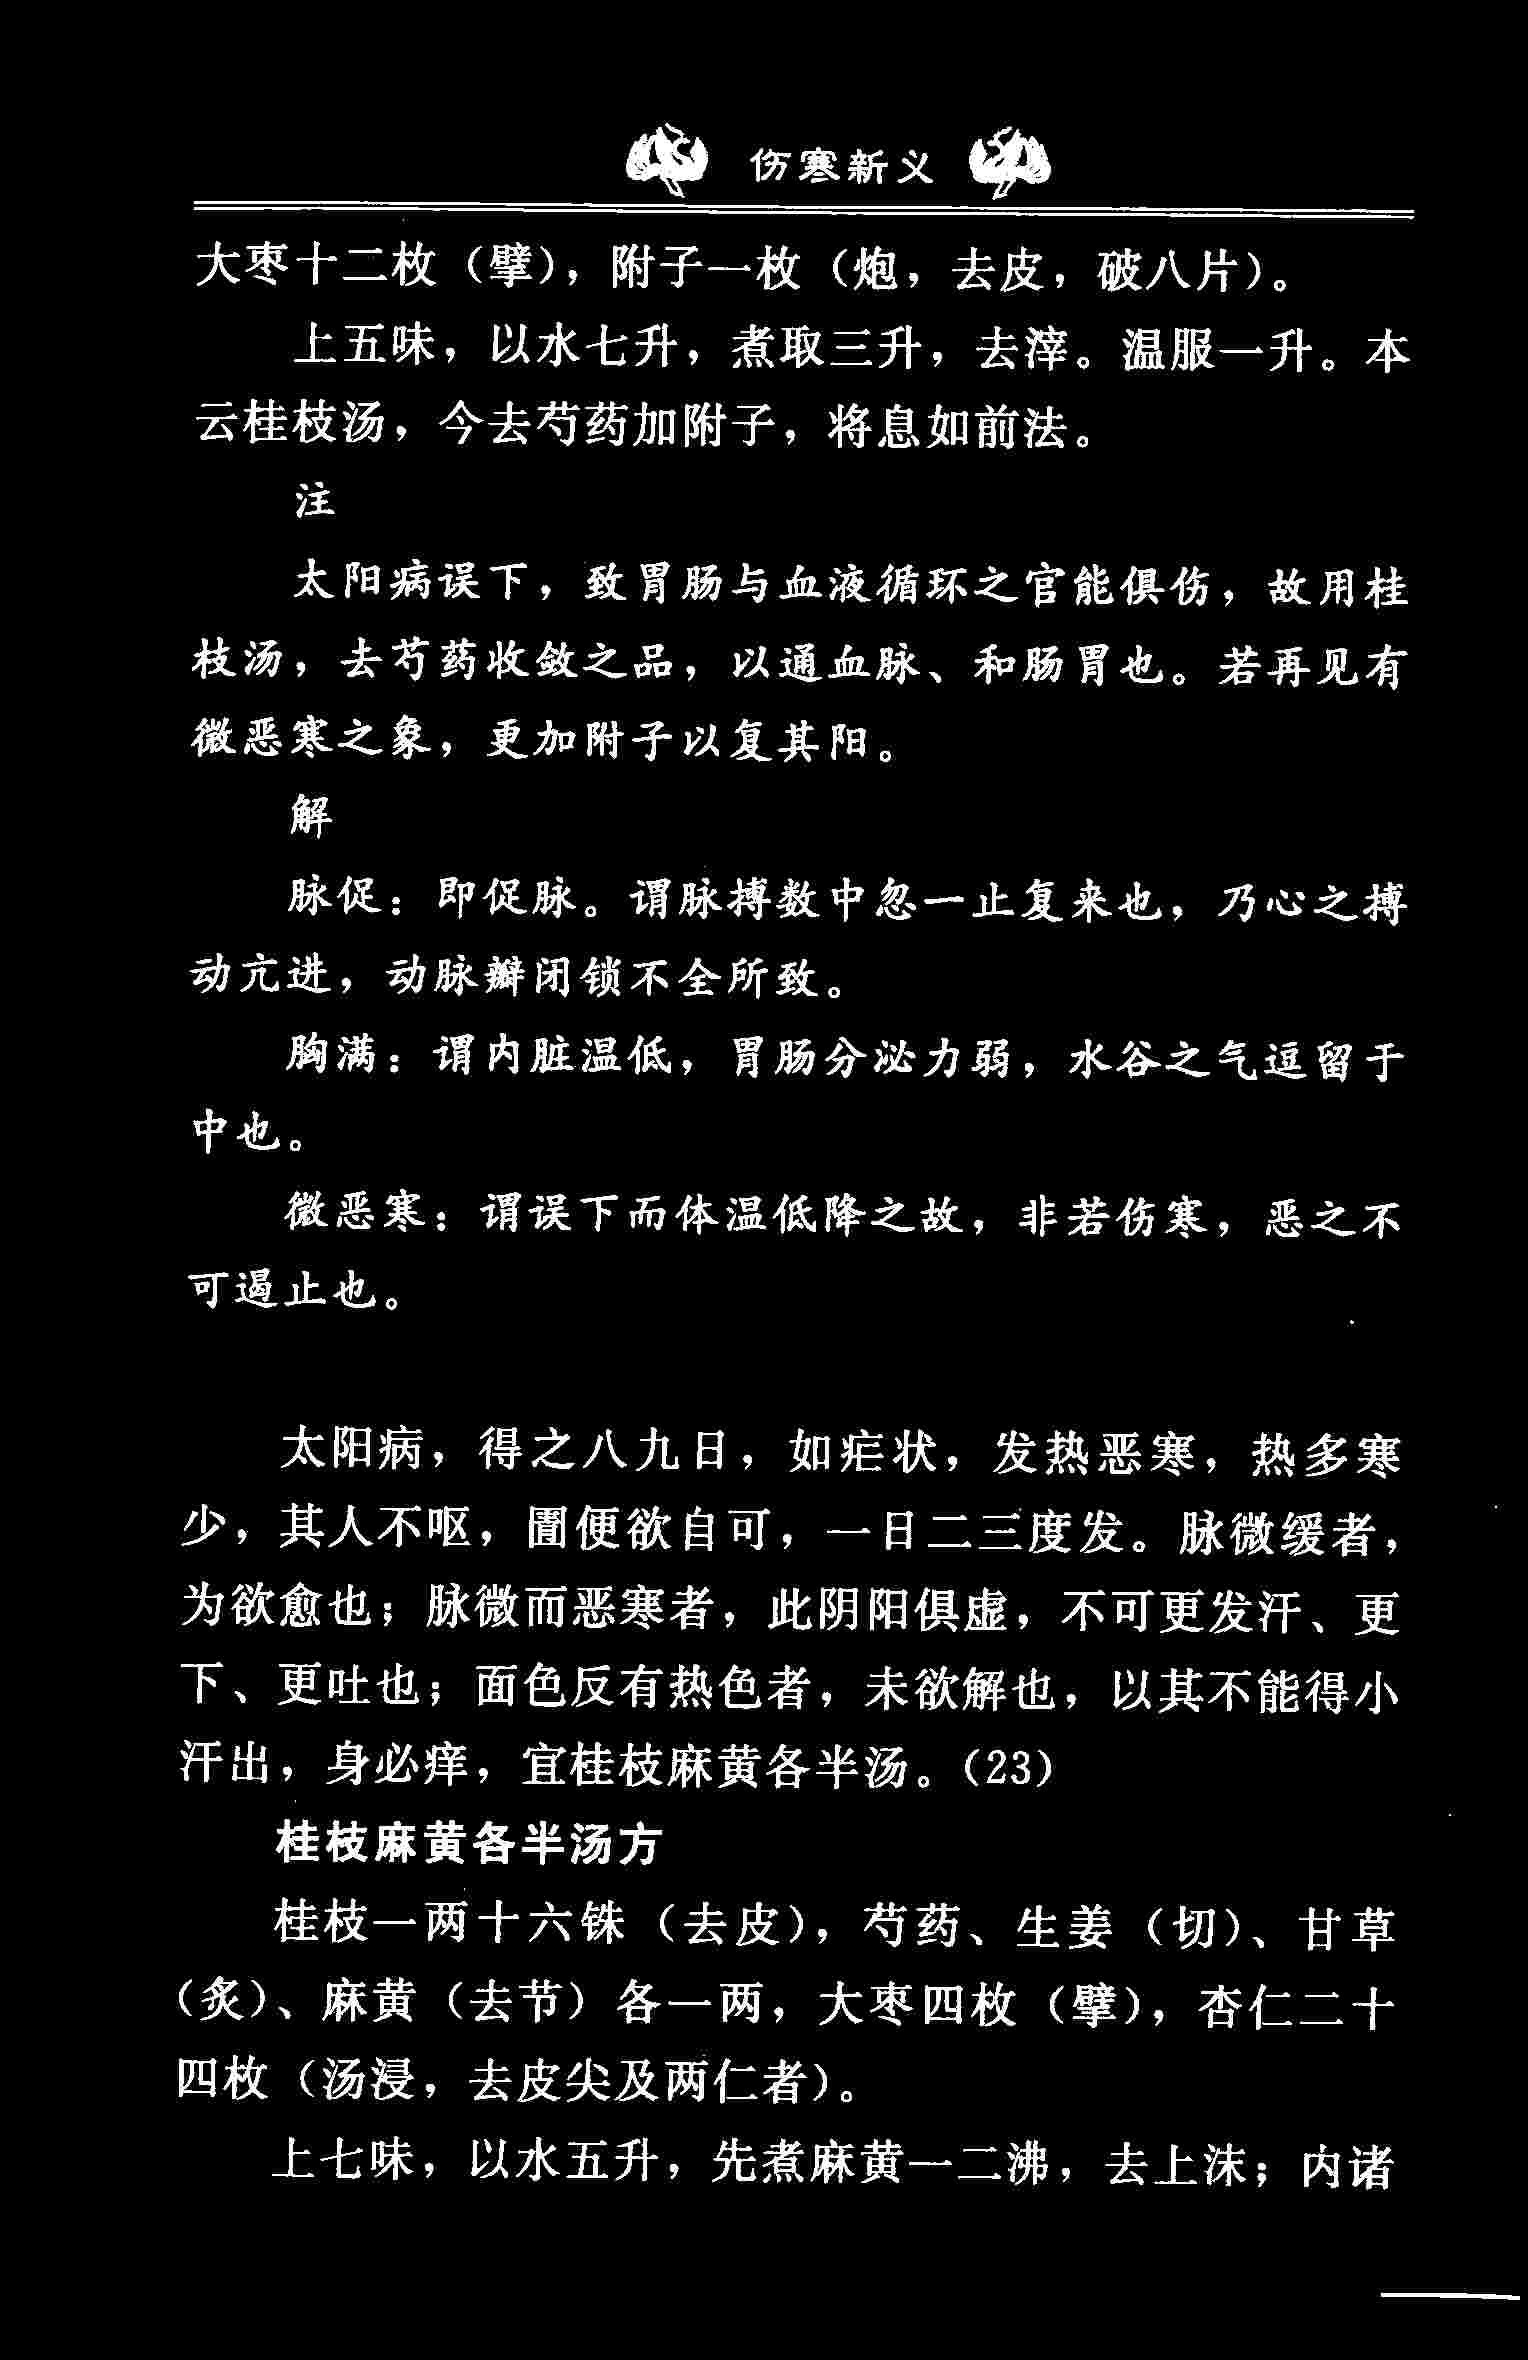 伤寒新义
大枣十二枚（擘），附子一枚（炮，去皮，破八片）。
上五味，以水七升，煮取三升，去滓。温服一升。本
云桂枝汤，今去芍药加附子，将息如前法。
注
太阳病误下，致胃肠与血液循环之官能俱伤，故用桂
枝汤，去芍药收敛之品，以通血脉、和肠胃也。若再见有
微恶寒之象，更加附子以复其阳。
解
脉促：即促脉。谓脉搏数中忽一止复来也，乃心之搏
动亢进，动脉瓣闭锁不全所致。
胸满：谓内脏温低，胃肠分泌力弱，水谷之气逗留于
中也。
微恶寒：谓误下而体温低降之故，非若伤寒，恶之不
可遏止也。
太阳病，得之八九日，如疟状，发热恶寒，热多寒
少，其人不呕，圊便欲自可，一日二三度发。脉微缓者，
为欲愈也；脉微而恶寒者，此阴阳俱虚，不可更发汗、更
下、更吐也；面色反有热色者，未欲解也，以其不能得小
汗出，身必痒，宜桂枝麻黄各半汤。（23）
桂枝麻黄各半汤方
桂枝一两十六铢（去皮），芍药、生姜（切）、甘草
（炙）、麻黄（去节）各一两，大枣四枚（擘），杏仁二十
四枚（汤浸，去皮尖及两仁者）。
上七味，以水五升，先煮麻黄一二沸，去上沫；内诸